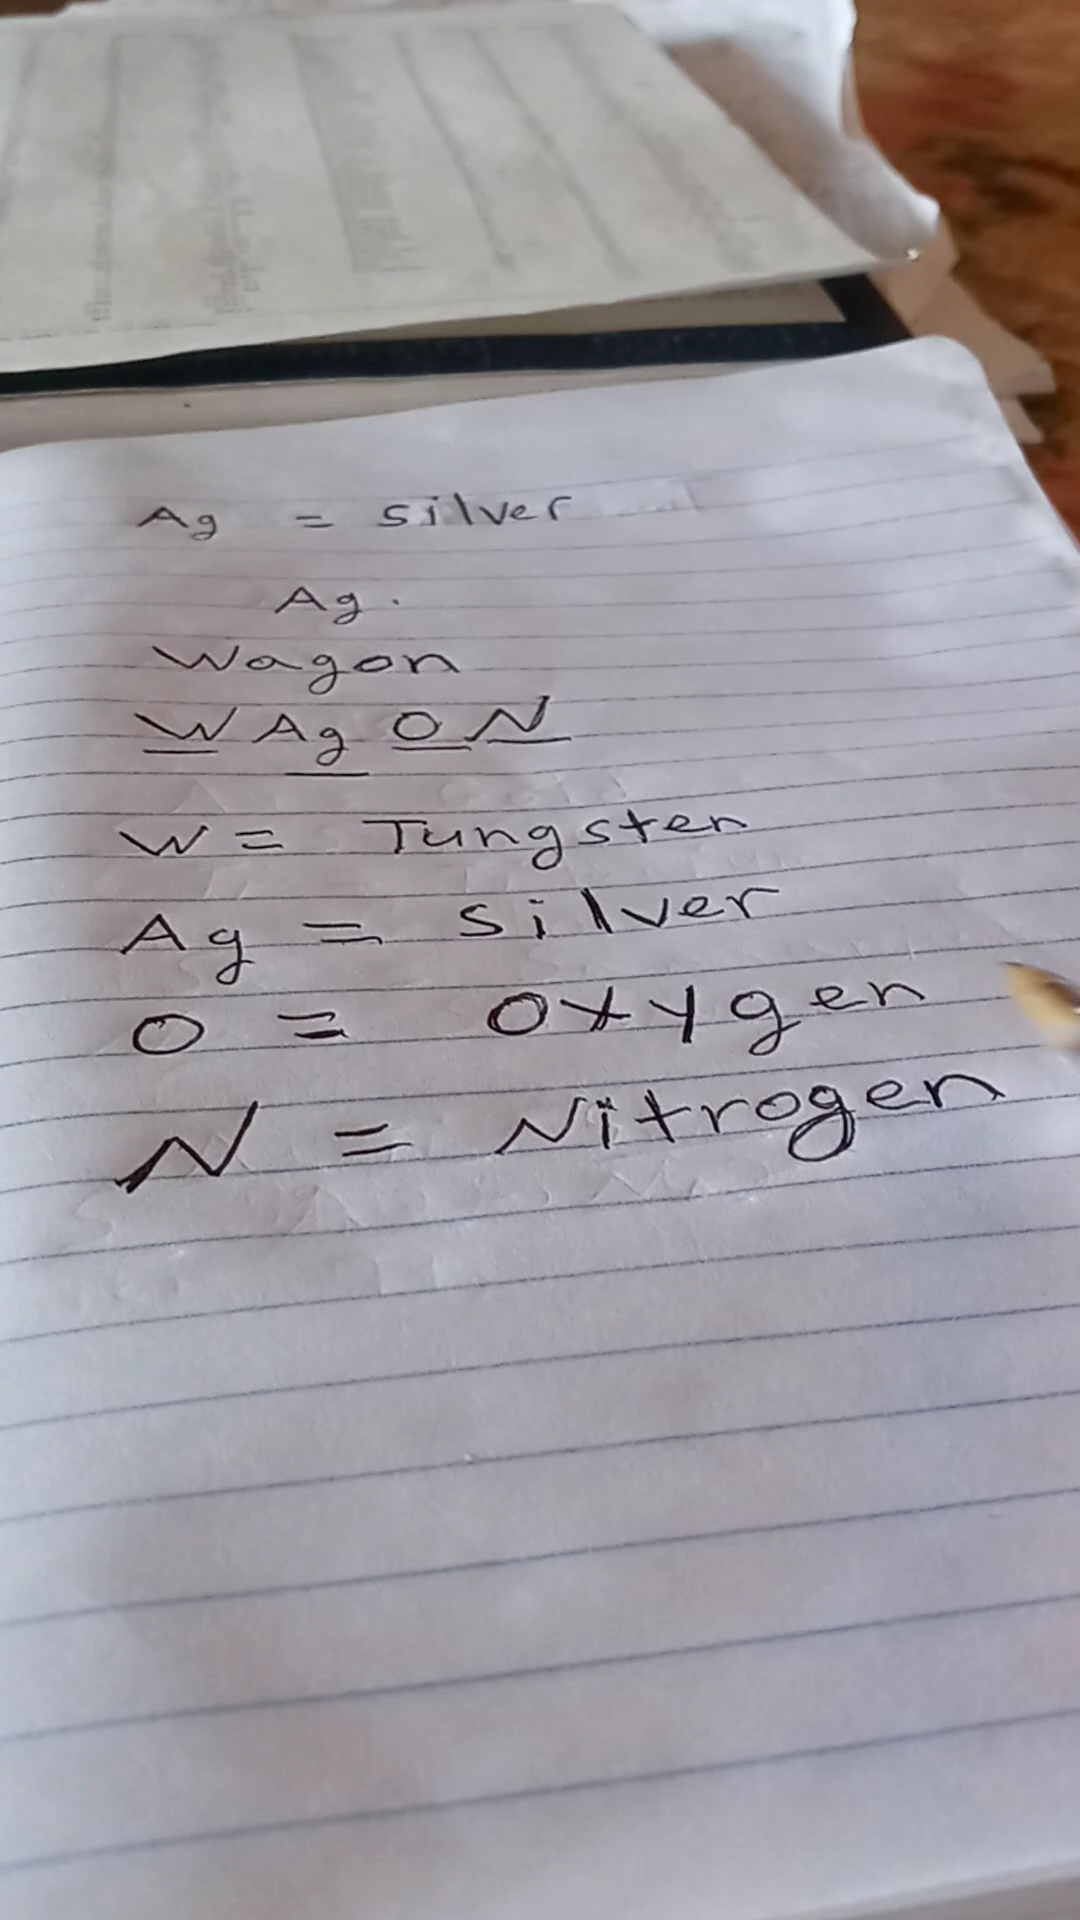 Ag = Silver
Ag.
Wagon
W Ag O N
W = Tungsten
Ag = Silver
O = Oxygen
N = Nitrogen